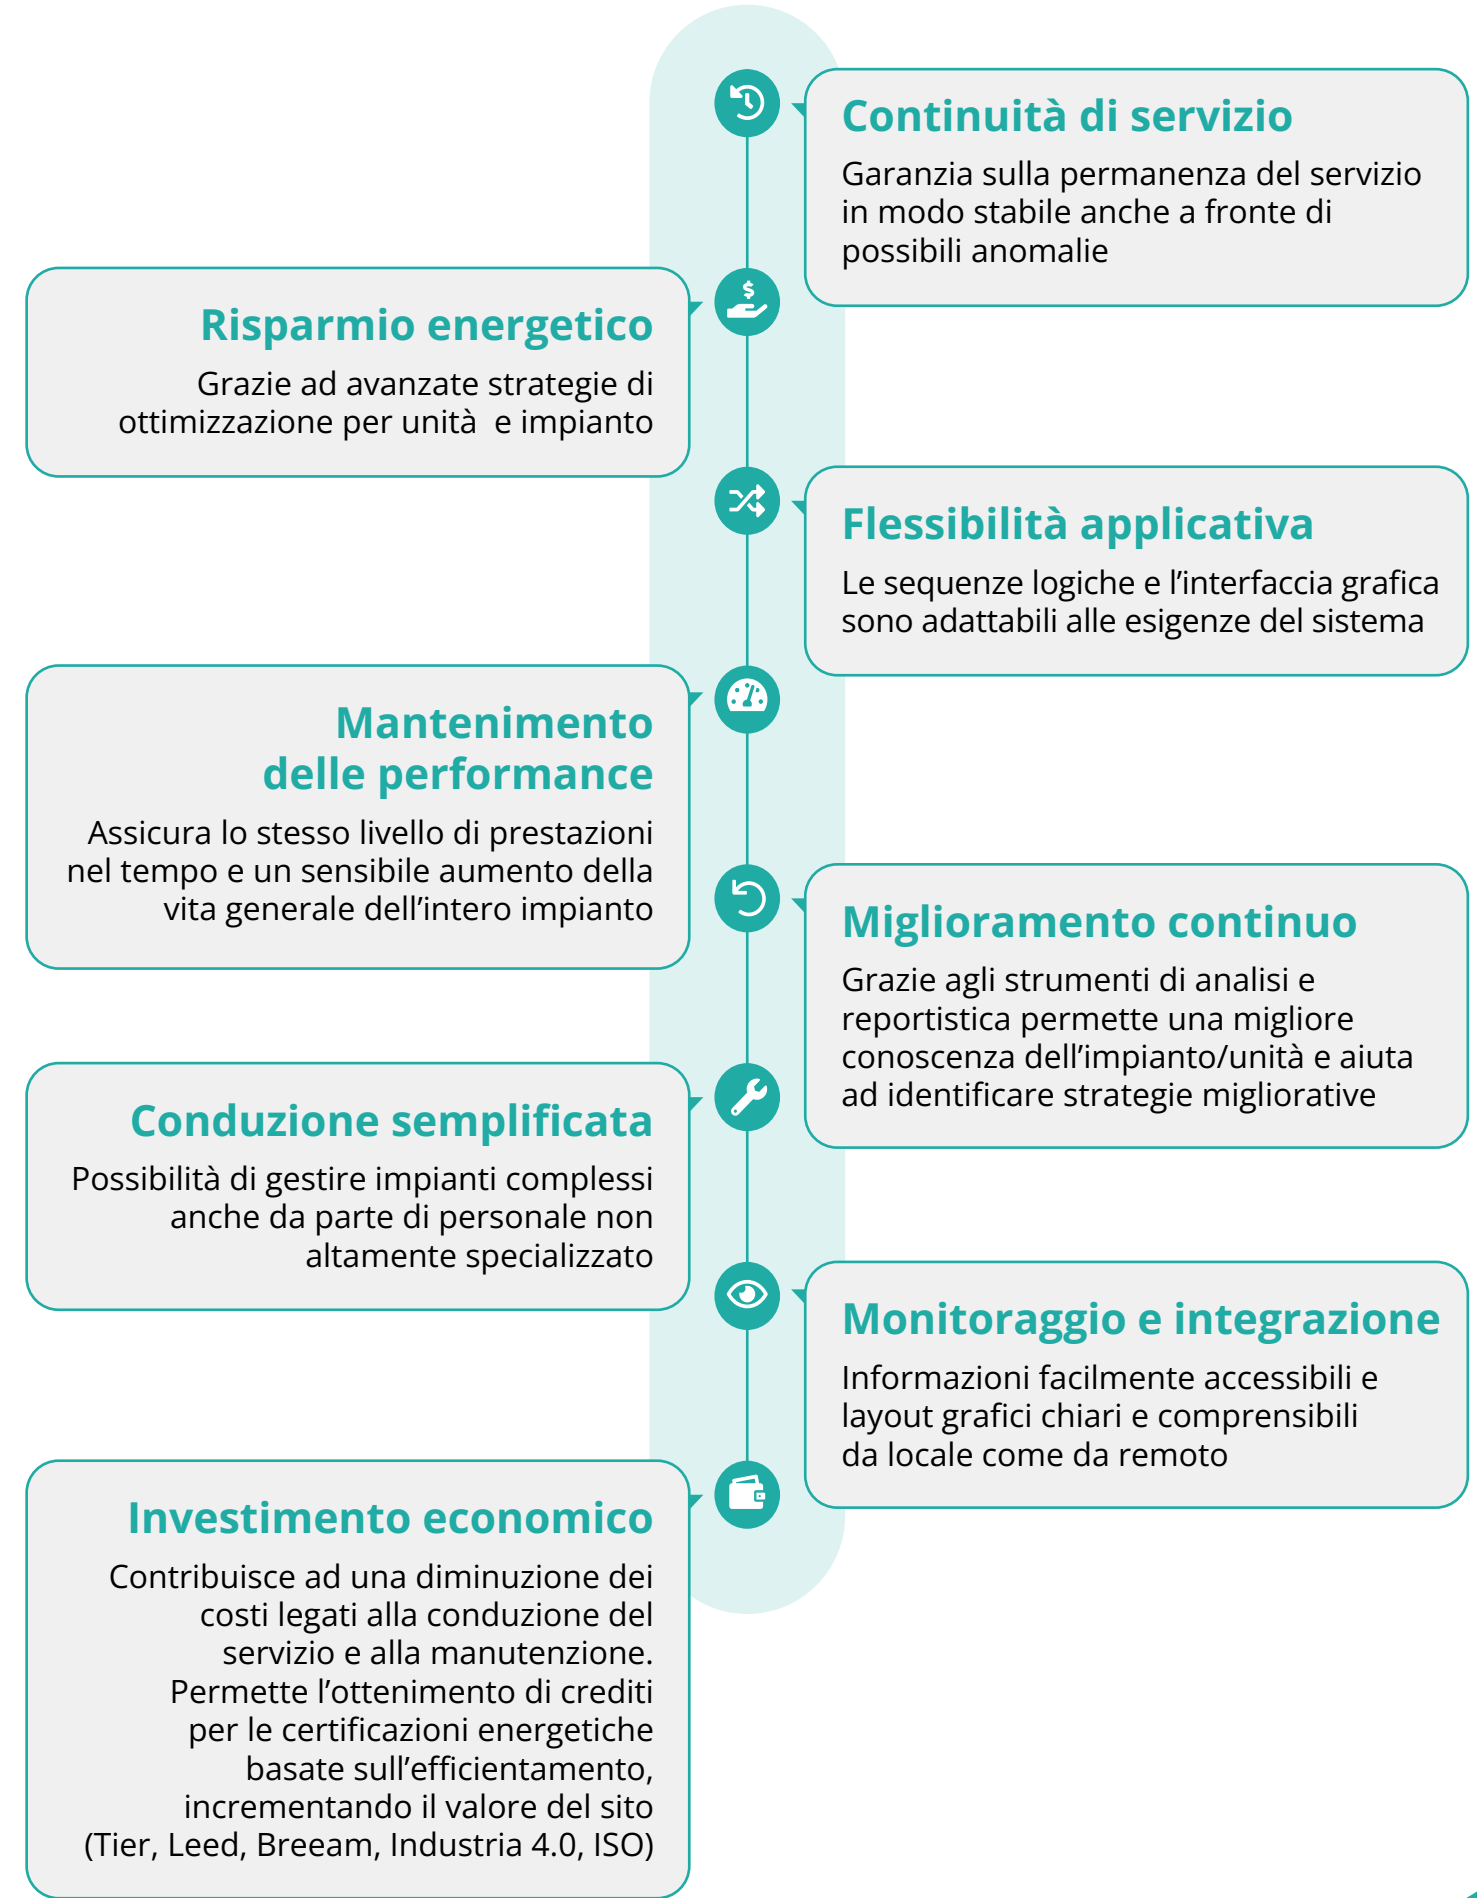 Continuità di servizio
Garanzia sulla permanenza del servizio
in modo stabile anche a fronte di
possibili anomalie
Risparmio energetico
Grazie ad avanzate strategie di
ottimizzazione per unità  e impianto
Flessibilità applicativa
Le sequenze logiche e l’interfaccia grafica
sono adattabili alle esigenze del sistema
Mantenimento
delle performance
Assicura lo stesso livello di prestazioni
nel tempo e un sensibile aumento della
vita generale dell’intero impianto
Miglioramento continuo
Grazie agli strumenti di analisi e
reportistica permette una migliore
conoscenza dell’impianto/unità e aiuta
ad identificare strategie migliorative
Conduzione semplificata
Possibilità di gestire impianti complessi
anche da parte di personale non
altamente specializzato
Monitoraggio e integrazione
Informazioni facilmente accessibili e
layout grafici chiari e comprensibili
da locale come da remoto
Investimento economico
Contribuisce ad una diminuzione dei
costi legati alla conduzione del
servizio e alla manutenzione.
Permette l’ottenimento di crediti
per le certificazioni energetiche
basate sull’efficientamento,
incrementando il valore del sito
(Tier, Leed, Breeam, Industria 4.0, ISO)